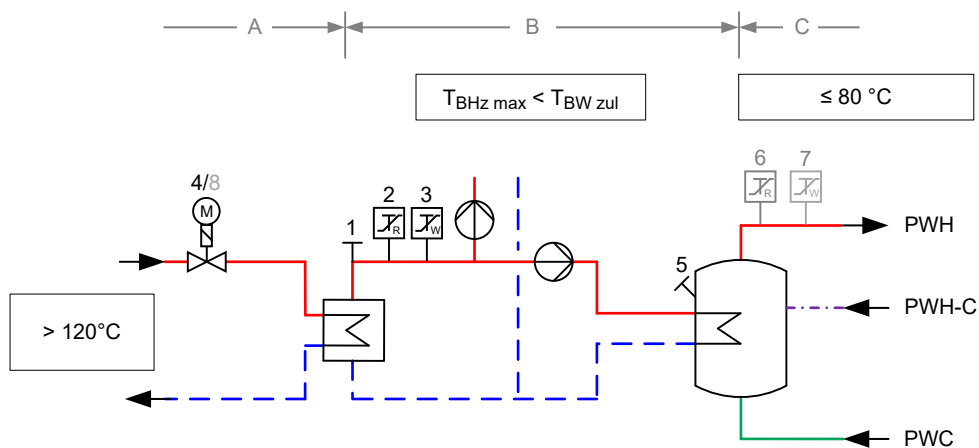 A B C
T_BHz max < T_BW zul
≤ 80 °C
6 7
R W
4/8
M
2 3
R W
1
PWH
5
> 120°C
PWH-C
PWC